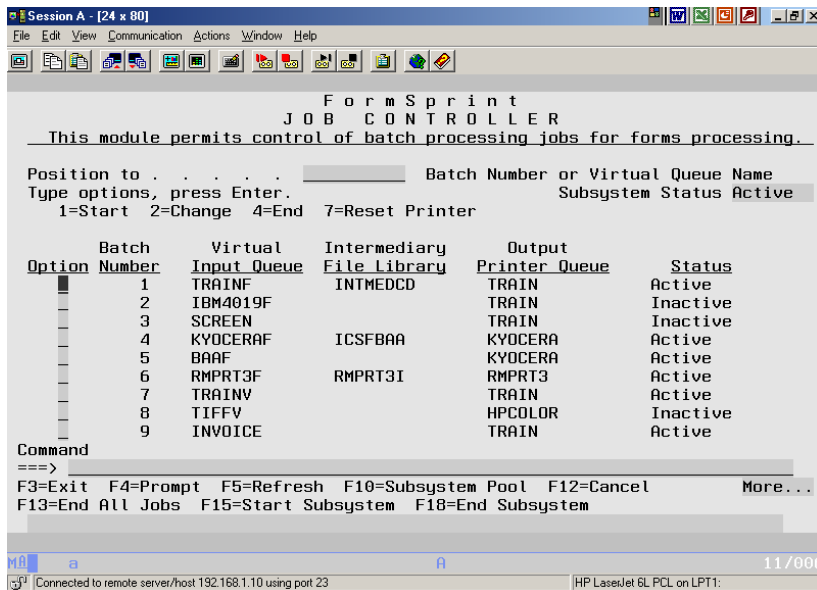 Session A - [24 x 80]
File Edit View Communication Actions Window Help
F o r m S p r i n t
J O B C O N T R O L L E R
This module permits control of batch processing jobs for forms processing.
Position to . . . . . . Batch Number or Virtual Queue Name
Type options, press Enter. Subsystem Status Active
1=Start 2=Change 4=End 7=Reset Printer
Batch Virtual Intermediary Output
Option Number Input Queue File Library Printer Queue Status
1 TRAINF INTMEDCD TRAIN Active
2 IBM4019F TRAIN Inactive
3 SCREEN TRAIN Inactive
4 KYOCERAF ICSFBAA KYOCERA Active
5 BAAF KYOCERA Active
6 RMPRT3F RMPRT3I RMPRT3 Active
7 TRAINV TRAIN Active
8 TIFFV HPCOLOR Inactive
9 INVOICE TRAIN Active
Command
===>
F3=Exit F4=Prompt F5=Refresh F10=Subsystem Pool F12=Cancel More...
F13=End All Jobs F15=Start Subsystem F18=End Subsystem
MA a A 11/00
Connected to remote server/host 192.168.1.10 using port 23 HP LaserJet 6L PCL on LPT1: